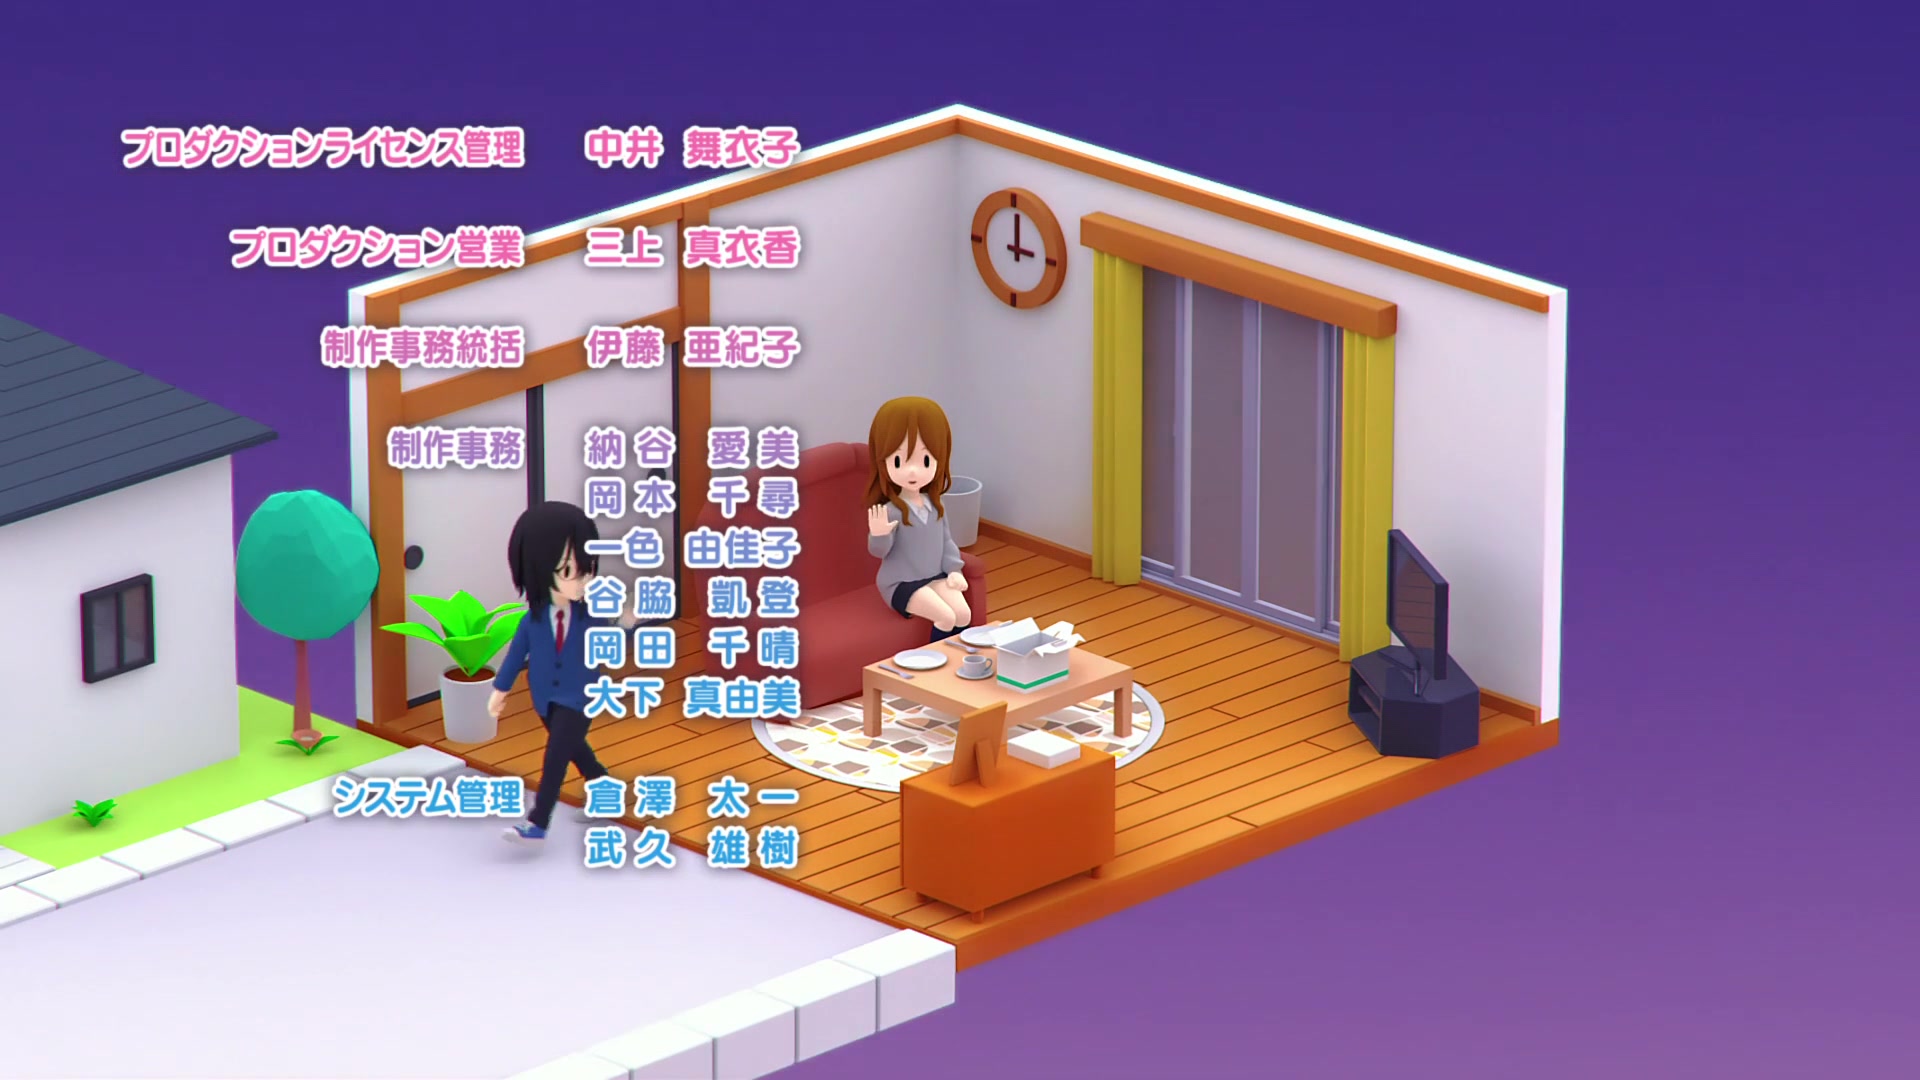 プロダクションライセンス管理 中井 舞衣子
プロダクション営業 三上 真衣香
制作事務統括 伊藤 亜紀子
制作事務 納谷 愛美
岡本 千尋
一色 由佳子
谷脇 凱登
岡田 千晴
大下 真由美
システム管理 倉澤 太一
武久 雄樹